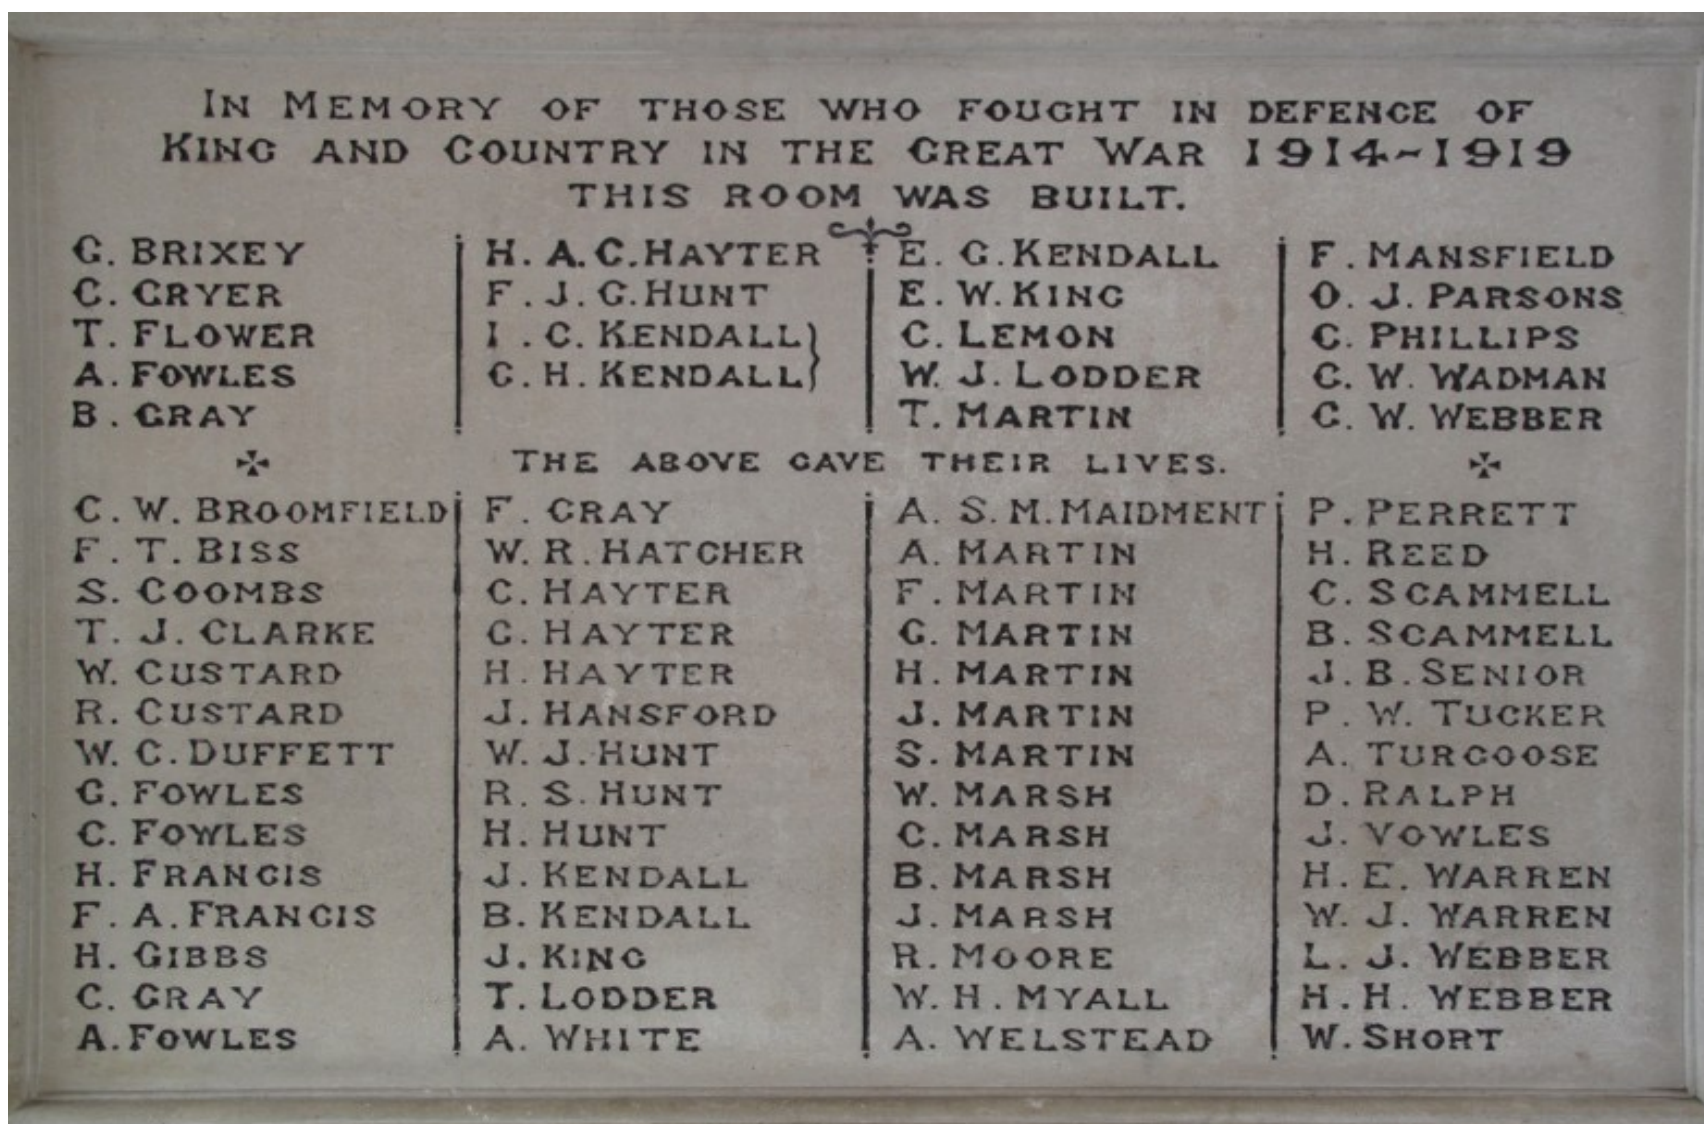 IN MEMORY OF THOSE WHO FOUGHT IN DEFENCE OF
KING AND COUNTRY IN THE GREAT WAR 1914~1919
THIS ROOM WAS BUILT.
G. BRIXEY
C. CRYER
T. FLOWER
A. FOWLES
B. GRAY
H. A. C. HAYTER
F. J. G. HUNT
I. C. KENDALL
C. H. KENDALL
E. G. KENDALL
E. W. KING
C. LEMON
W. J. LODDER
T. MARTIN
F. MANSFIELD
O. J. PARSONS
C. PHILLIPS
C. W. WADMAN
C. W. WEBBER
THE ABOVE GAVE THEIR LIVES.
C. W. BROOMFIELD
F. T. BISS
S. COOMBS
T. J. CLARKE
W. CUSTARD
R. CUSTARD
W. C. DUFFETT
G. FOWLES
C. FOWLES
H. FRANCIS
F. A. FRANCIS
H. GIBBS
C. GRAY
A. FOWLES
F. GRAY
W. R. HATCHER
C. HAYTER
G. HAYTER
H. HAYTER
J. HANSFORD
W. J. HUNT
R. S. HUNT
H. HUNT
J. KENDALL
B. KENDALL
J. KING
T. LODDER
A. WHITE
A. S. M. MAIDMENT
A. MARTIN
F. MARTIN
G. MARTIN
H. MARTIN
J. MARTIN
S. MARTIN
W. MARSH
C. MARSH
B. MARSH
J. MARSH
R. MOORE
W. H. MYALL
A. WELSTEAD
P. PERRETT
H. REED
C. SCAMMELL
B. SCAMMELL
J. B. SENIOR
P. W. TUCKER
A. TURGOOSE
D. RALPH
J. VOWLES
H. E. WARREN
W. J. WARREN
L. J. WEBBER
H. H. WEBBER
W. SHORT